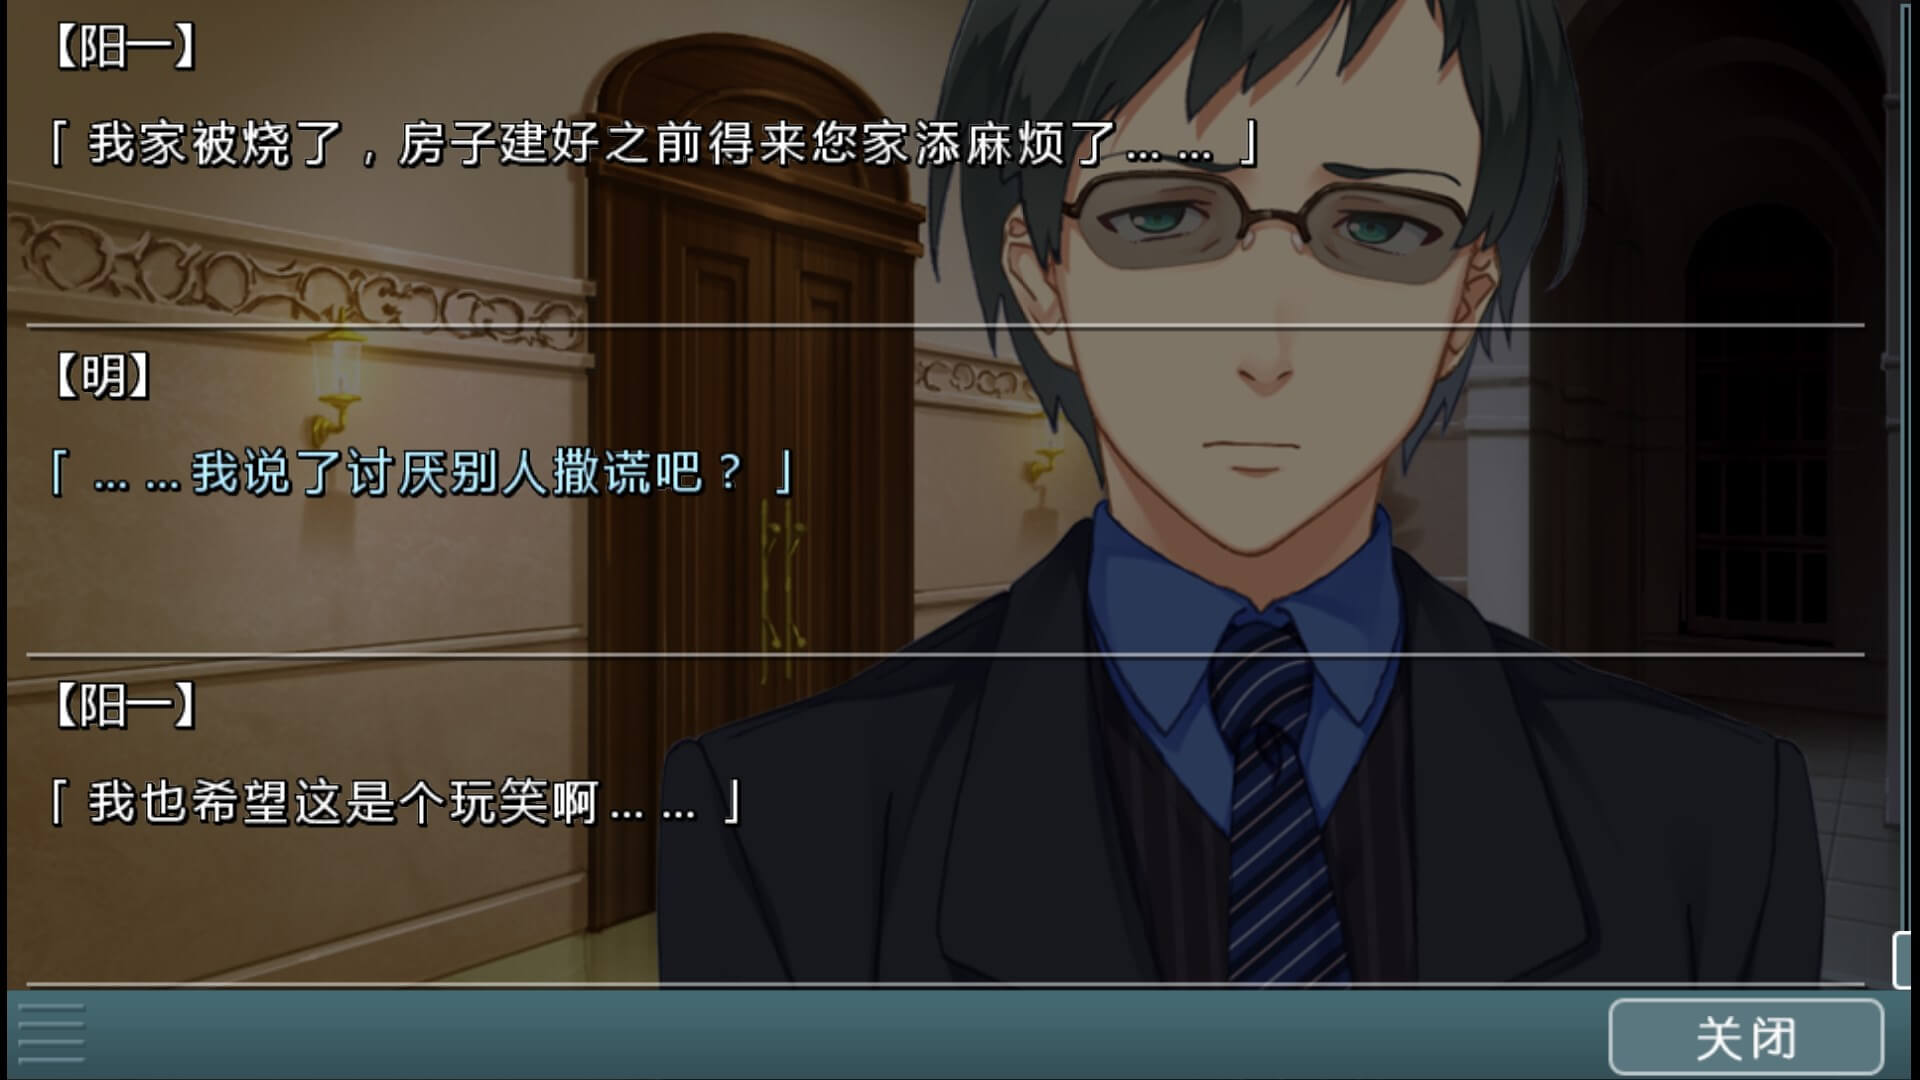 【阳一】
「我家被烧了，房子建好之前得来您家添麻烦了……」
【明】
「……我说了讨厌别人撒谎吧？」
【阳一】
「我也希望这是个玩笑啊……」
关闭